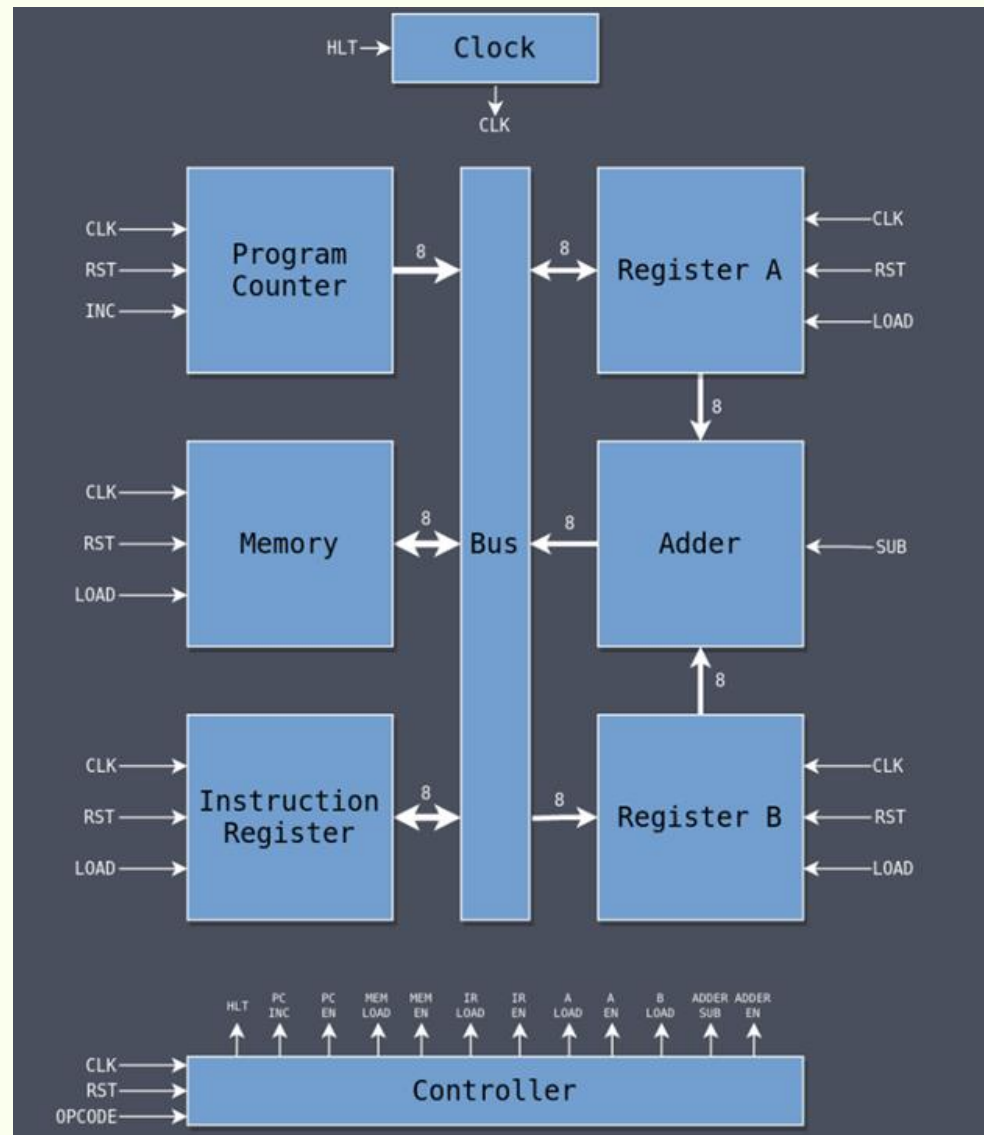 HLT
Clock
CLK
CLK
RST
INC
Program
Counter
8
8
Register A
CLK
RST
LOAD
8
CLK
RST
LOAD
Memory
8
Bus
8
Adder
SUB
8
CLK
RST
LOAD
Instruction
Register
8
8
Register B
CLK
RST
LOAD
HLT
PC
INC
PC
EN
MEM
LOAD
MEM
EN
IR
LOAD
IR
EN
A
LOAD
A
EN
B
LOAD
ADDER
SUB
ADDER
EN
CLK
RST
OPCODE
Controller